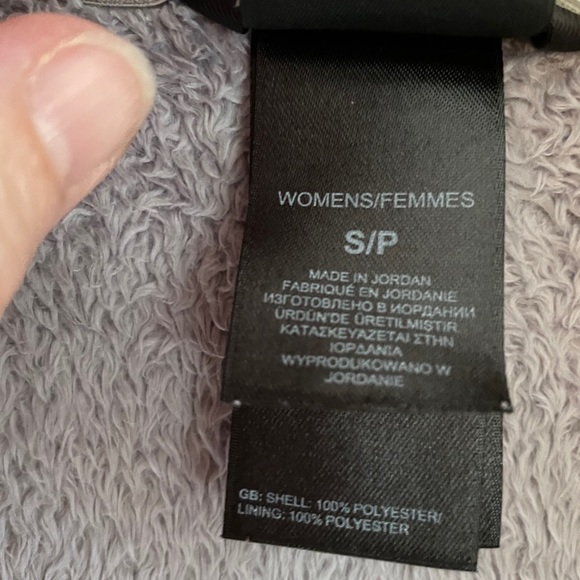 WOMENS/FEMMES
S/P
MADE IN JORDAN
FABRIQUÉ EN JORDANIE
ИЗГОТОВЛЕНО В ИОРДАНИИ
ÜRDÜN'DE ÜRETILMIŞTIR
ΚΑΤΑΣΚΕΥΑΖΕΤΑΙ ΣΤΗΝ
ΙΟΡΔΑΝΙΑ
WYPRODUKOWANO W
JORDANIE
GB: SHELL: 100% POLYESTER/
LINING: 100% POLYESTER